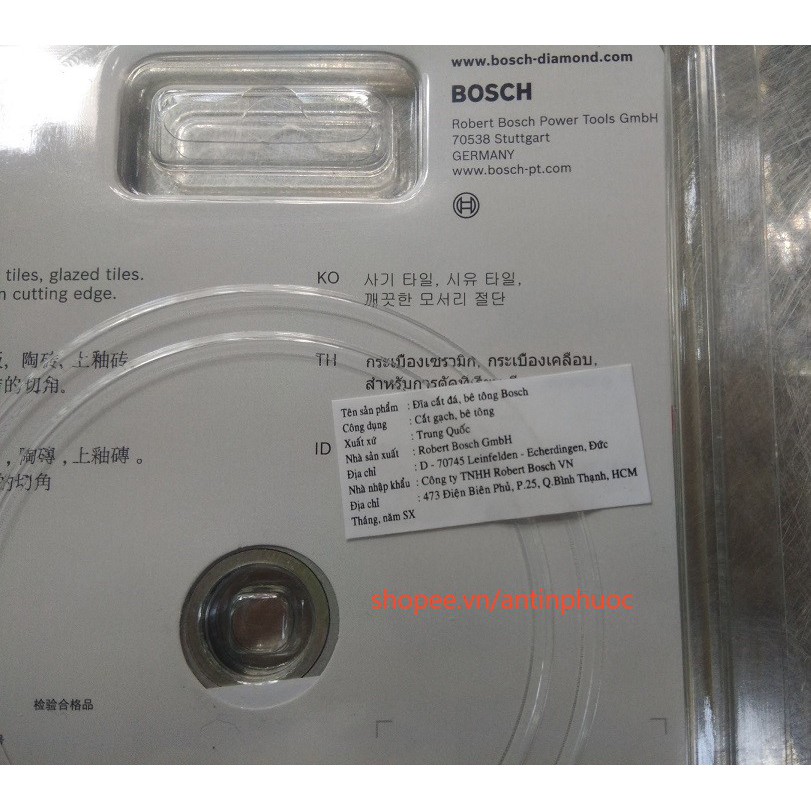 www.bosch-diamond.com
BOSCH
Robert Bosch Power Tools GmbH
70538 Stuttgart
GERMANY
www.bosch-pt.com
tiles, glazed tiles.
cutting edge.
KO 사기 타일, 시유 타일,
깨끗한 모서리 절단
, 陶砖, 上釉砖
的切角。
TH กระเบื้องเซรามิก, กระเบื้องเคลือบ,
, 陶磚 , 上釉磚 。
的切角
ID
Tên sản phẩm : Đĩa cắt đá, bê tông Bosch
Công dụng : Cắt gạch, bê tông
Xuất xứ : Trung Quốc
Nhà sản xuất : Robert Bosch GmbH
Địa chỉ : D - 70745 Leinfelden - Echerdingen, Đức
Nhà nhập khẩu : Công ty TNHH Robert Bosch VN
Địa chỉ : 473 Điện Biên Phủ, P.25, Q.Bình Thạnh, HCM
Tháng, năm SX
shopee.vn/antinphuoc
检验合格品